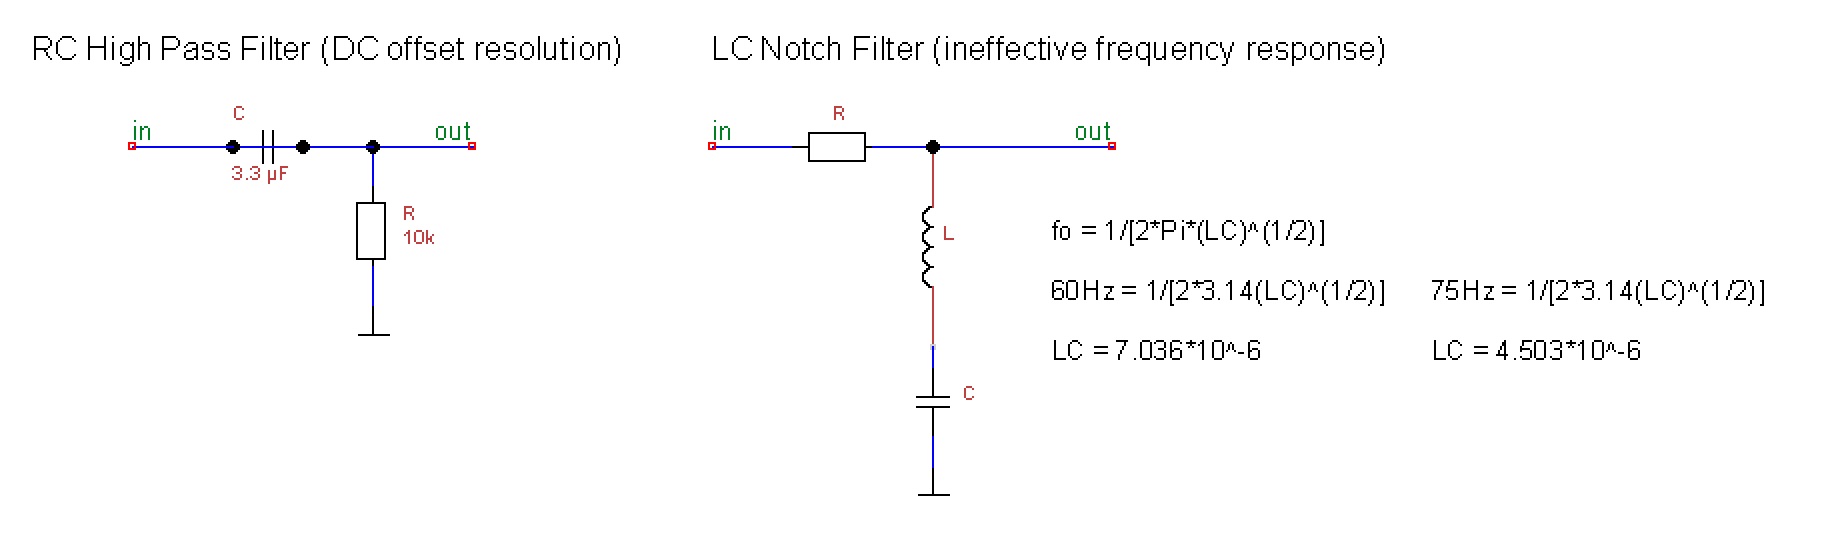 RC High Pass Filter (DC offset resolution)
C
in
out
3.3 µF
R
10k
LC Notch Filter (ineffective frequency response)
R
in
out
L
C
fo = 1/[2*Pi*(LC)^(1/2)]
60Hz = 1/[2*3.14(LC)^(1/2)]
75Hz = 1/[2*3.14(LC)^(1/2)]
LC = 7.036*10^-6
LC = 4.503*10^-6